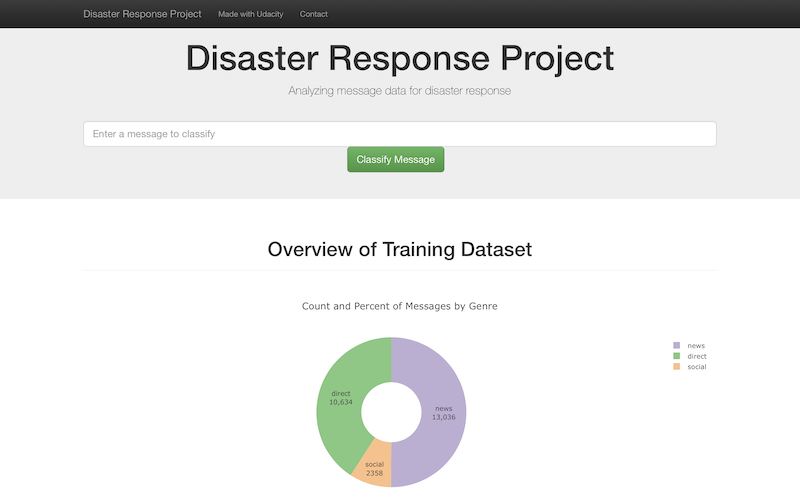 Disaster Response Project Made with Udacity Contact
Disaster Response Project
Analyzing message data for disaster response
Enter a message to classify
Classify Message
Overview of Training Dataset
Count and Percent of Messages by Genre
news
direct
social
direct
10,634
news
13,036
social
2358